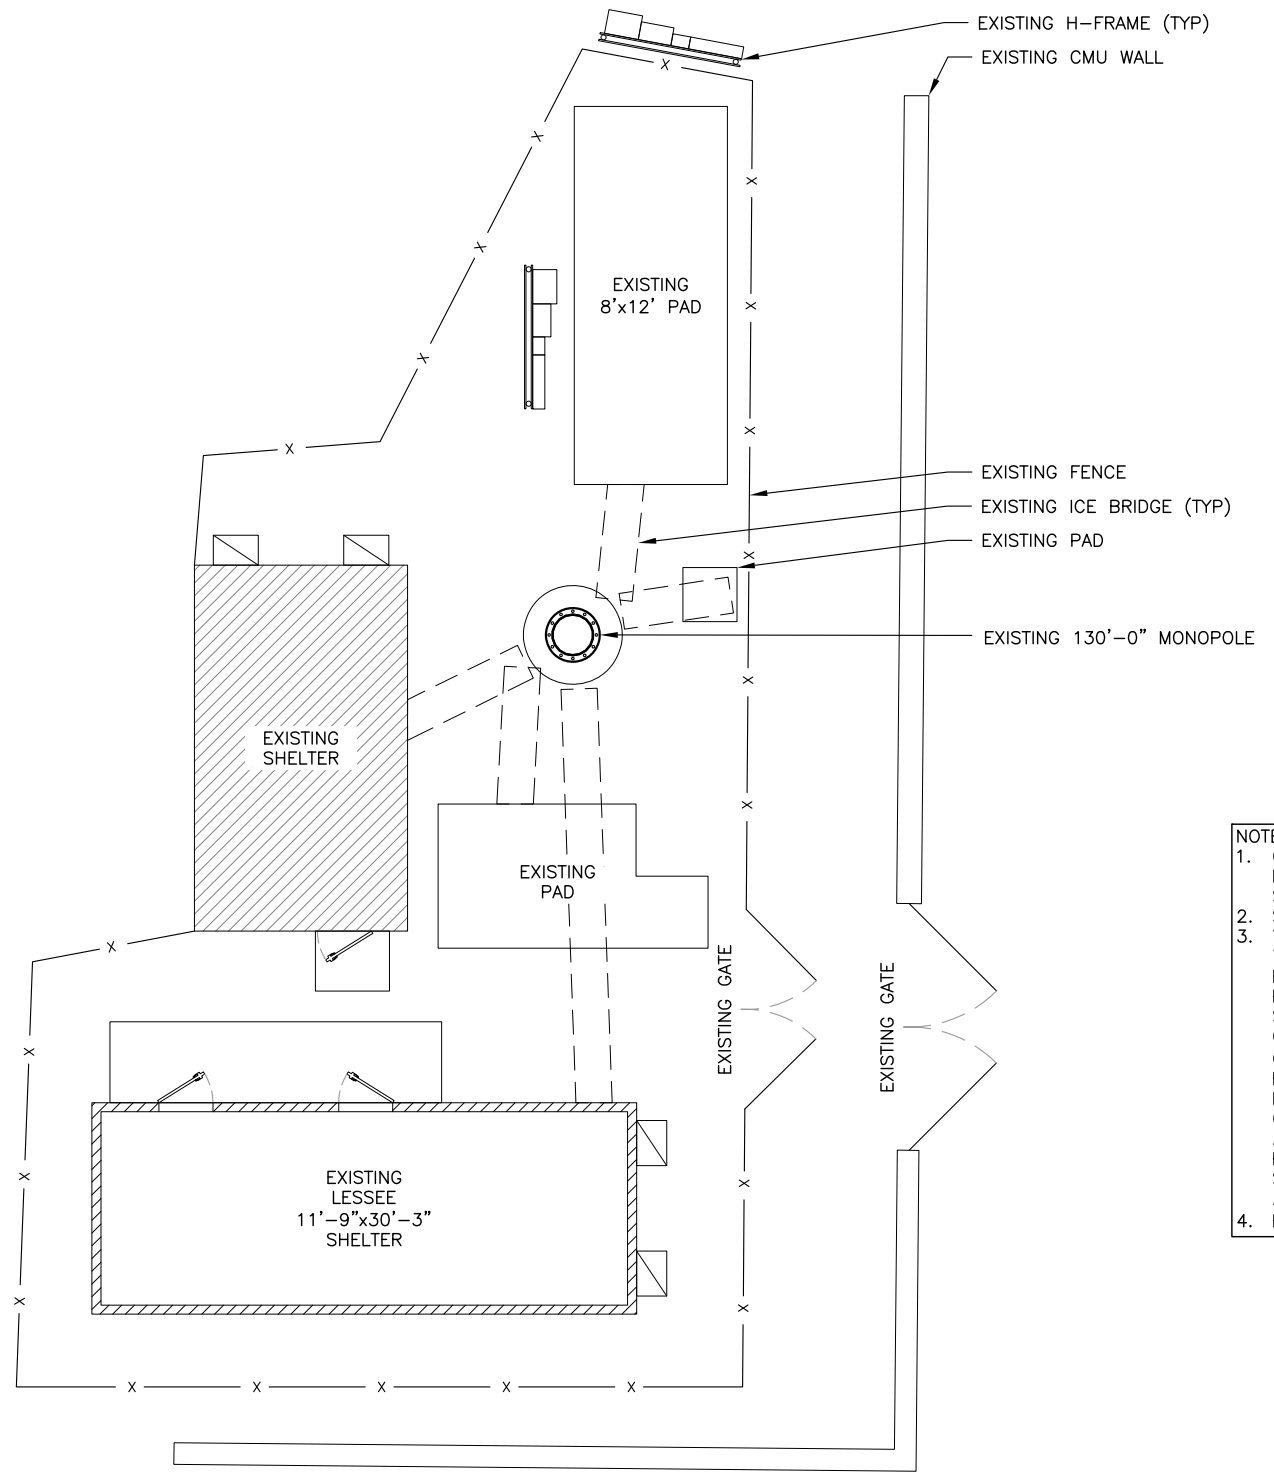 EXISTING H-FRAME (TYP)
EXISTING CMU WALL
EXISTING
8'x12' PAD
EXISTING FENCE
EXISTING ICE BRIDGE (TYP)
EXISTING PAD
EXISTING 130'-0" MONOPOLE
EXISTING
SHELTER
EXISTING
PAD
EXISTING GATE
EXISTING GATE
EXISTING
LESSEE
11'-9"x30'-3"
SHELTER
1.
2.
3.
4.